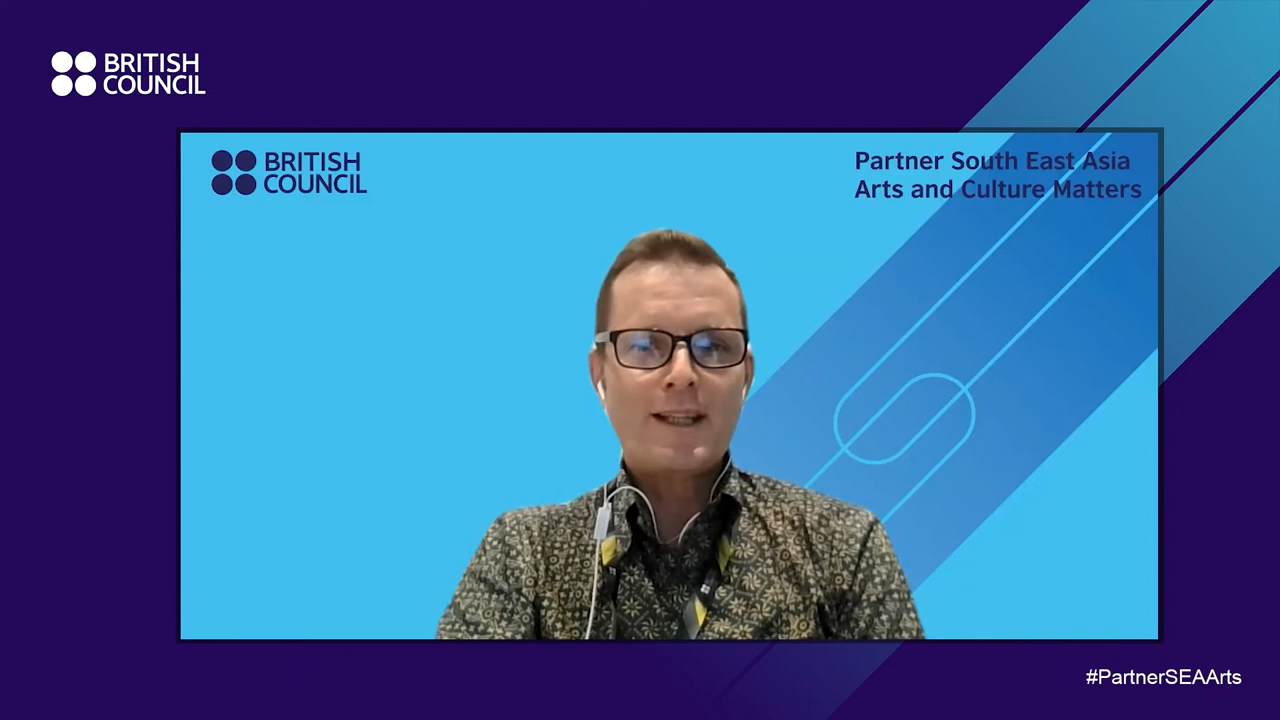 BRITISH
COUNCIL
BRITISH
COUNCIL
Partner South East Asia
Arts and Culture Matters
#PartnerSEAArts